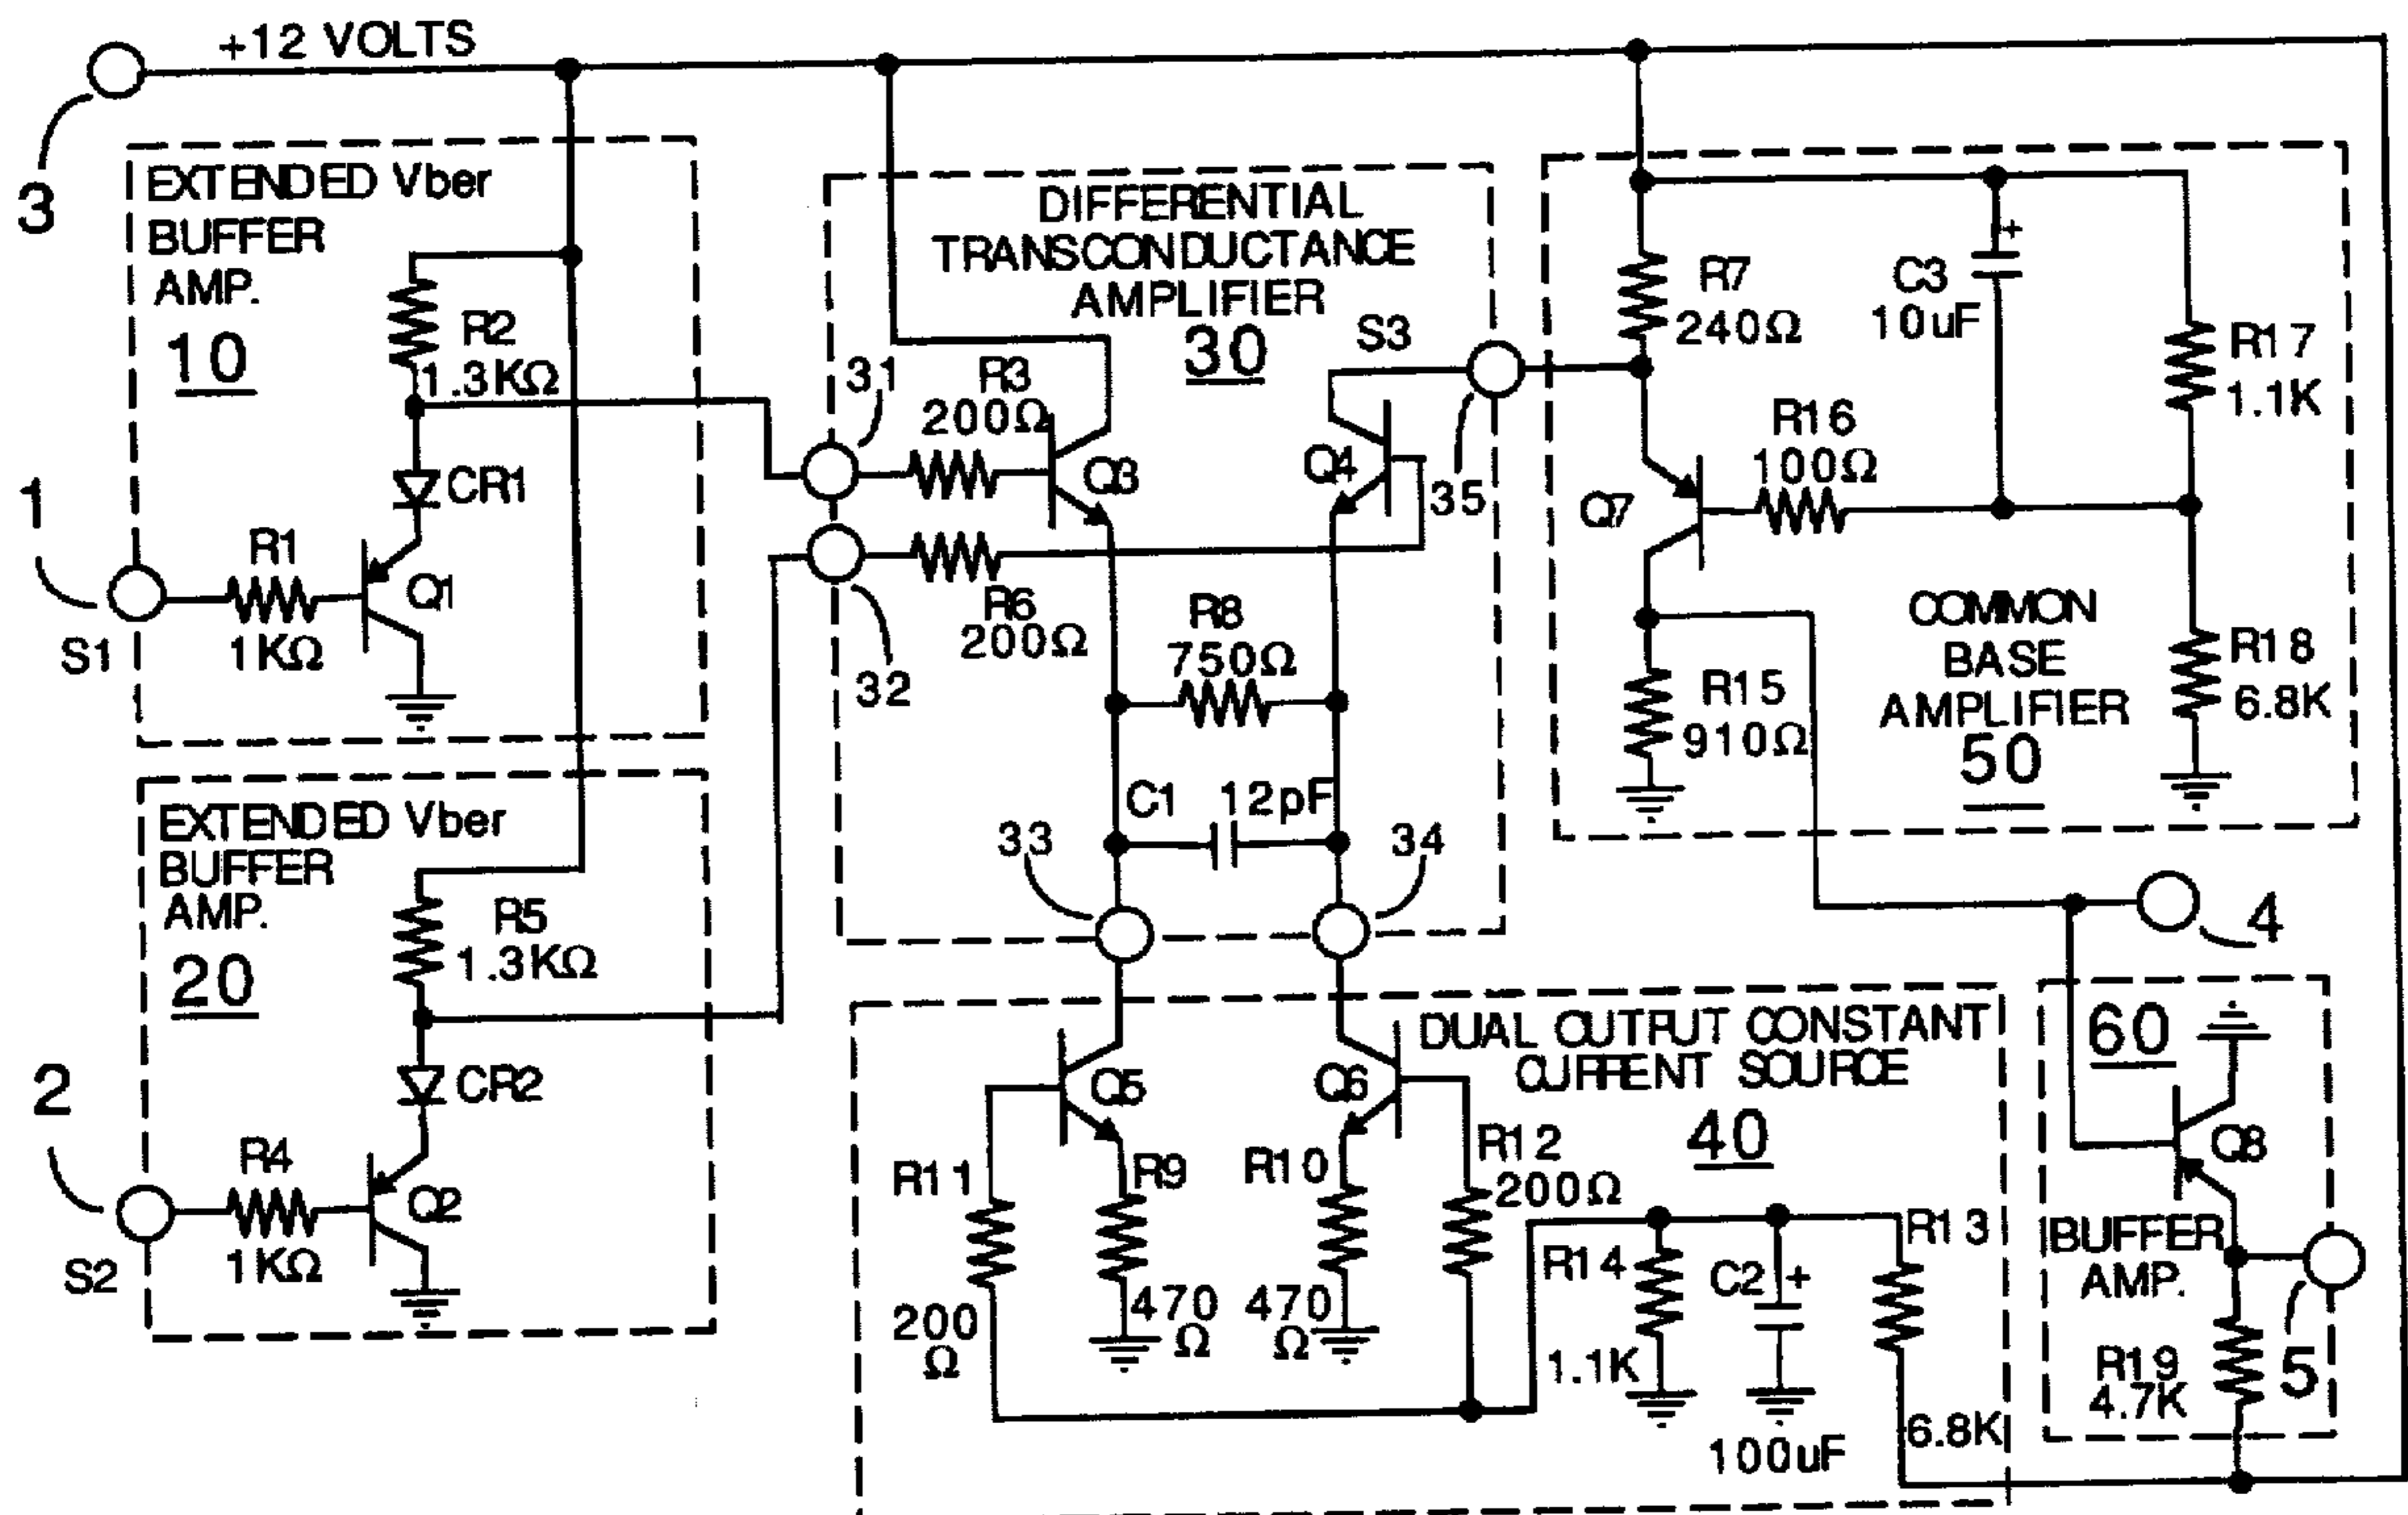 +12 VOLTS
3
EXTENDED Vber
BUFFER
AMP.
10
R2
1.3KΩ
CR1
1
R1
1KΩ
S1
Q1
EXTENDED Vber
BUFFER
AMP.
20
R5
1.3KΩ
CR2
2
R4
1KΩ
S2
Q2
DIFFERENTIAL
TRANSCONDUCTANCE
AMPLIFIER
30
S3
31
R3
200Ω
Q3
Q4
35
32
R6
200Ω
R8
750Ω
C1
12pF
33
34
R7
240Ω
C3
+
10uF
R17
1.1K
R16
100Ω
Q7
R15
910Ω
COMMON
BASE
AMPLIFIER
50
R18
6.8K
4
DUAL OUTPUT CONSTANT
CURRENT SOURCE
40
Q5
Q6
R11
200
Ω
R9
470
Ω
R10
470
Ω
R12
200Ω
R14
1.1K
C2
+
100uF
R13
6.8K
60
Q8
BUFFER
AMP.
R19
4.7K
5